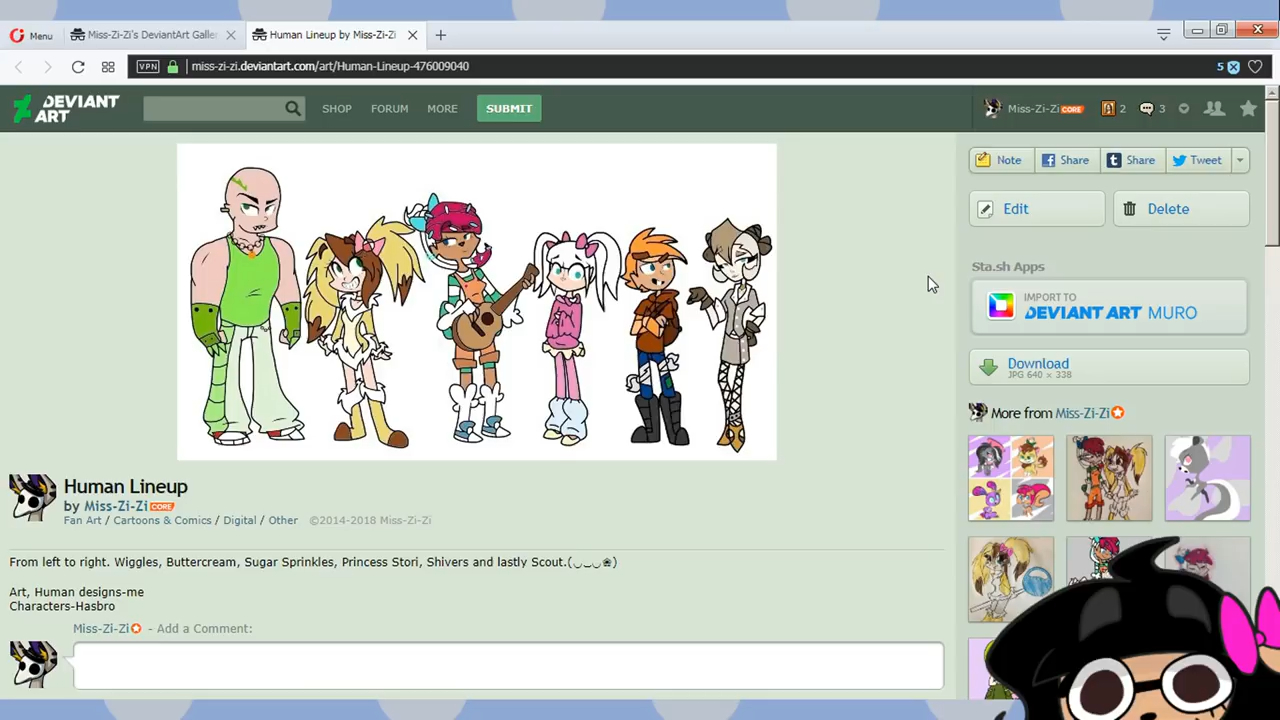 Menu
Miss-Zi-Zi's DeviantArt Galle
Human Lineup by Miss-Zi-Zi
VPN
miss-zi-zi.deviantart.com/art/Human-Lineup-476009040
5
DEVIANT ART
SHOP
FORUM
MORE
SUBMIT
Miss-Zi-Zi CORE
2
3
Note
Share
Share
Tweet
Edit
Delete
Sta.sh Apps
IMPORT TO
DEVIANT ART MURO
Download
JPG 640 × 338
More from Miss-Zi-Zi
Human Lineup
by Miss-Zi-Zi CORE
Fan Art / Cartoons & Comics / Digital / Other ©2014-2018 Miss-Zi-Zi
From left to right. Wiggles, Buttercream, Sugar Sprinkles, Princess Stori, Shivers and lastly Scout.(◡‿◡❀)
Art, Human designs-me
Characters-Hasbro
Miss-Zi-Zi - Add a Comment: